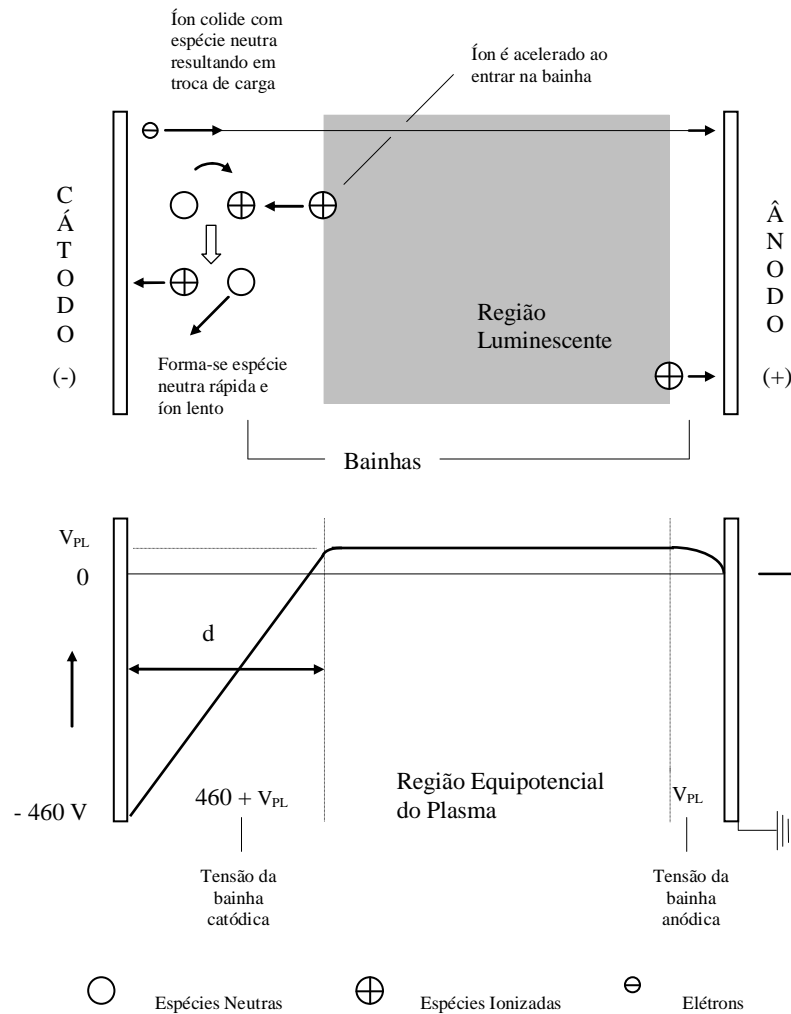 Íon colide com
espécie neutra
resultando em
troca de carga
Íon é acelerado ao
entrar na bainha
C
Á
T
O
D
O
(-)
Â
N
O
D
O
(+)
Região
Luminescente
Forma-se espécie
neutra rápida e
íon lento
Bainhas
V_PL
0
d
- 460 V
460 + V_PL
Região Equipotencial
do Plasma
V_PL
Tensão da
bainha
catódica
Tensão da
bainha
anódica
Espécies Neutras
Espécies Ionizadas
Elétrons